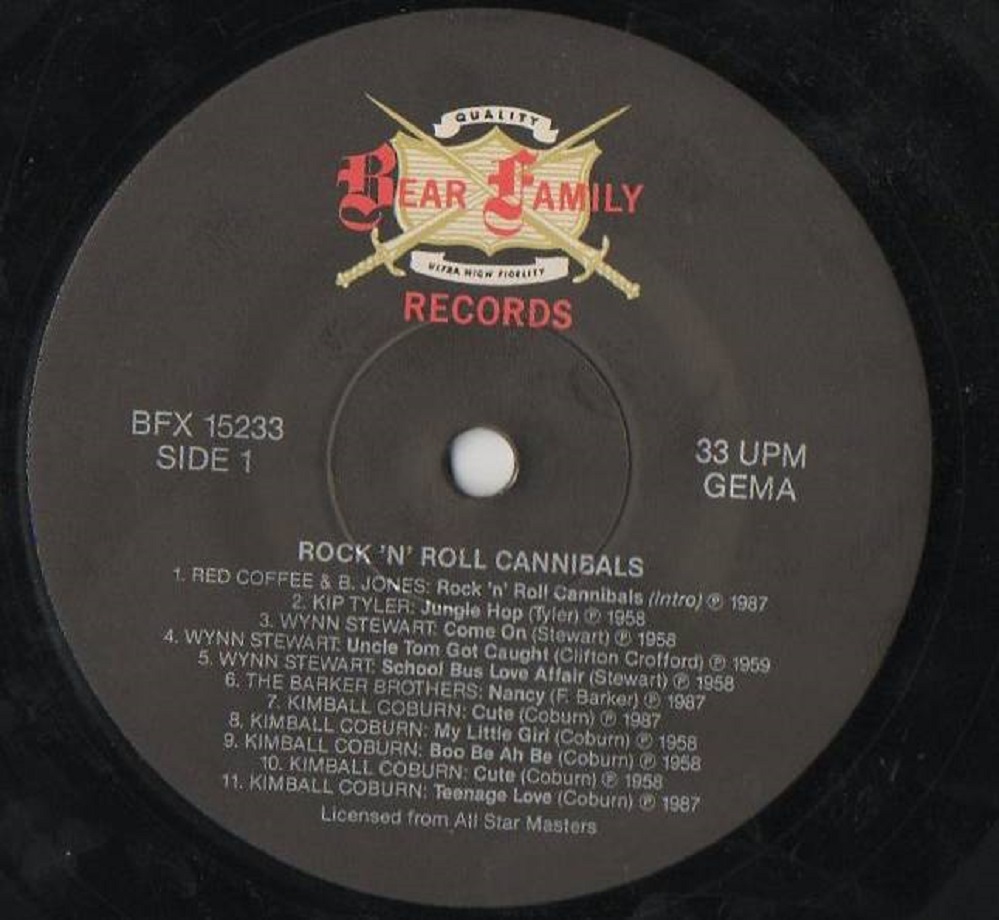 QUALITY
BEAR FAMILY
ULTRA HIGH FIDELITY
RECORDS
BFX 15233
SIDE 1
33 UPM
GEMA
ROCK 'N' ROLL CANNIBALS
1. RED COFFEE & B. JONES: Rock 'n' Roll Cannibals (Intro) ℗ 1987
2. KIP TYLER: Jungle Hop (Tyler) ℗ 1958
3. WYNN STEWART: Come On (Stewart) ℗ 1958
4. WYNN STEWART: Uncle Tom Got Caught (Clifton Crofford) ℗ 1959
5. WYNN STEWART: School Bus Love Affair (Stewart) ℗ 1958
6. THE BARKER BROTHERS: Nancy (F. Barker) ℗ 1987
7. KIMBALL COBURN: Cute (Coburn) ℗ 1987
8. KIMBALL COBURN: My Little Girl (Coburn) ℗ 1958
9. KIMBALL COBURN: Boo Be Ah Be (Coburn) ℗ 1958
10. KIMBALL COBURN: Cute (Coburn) ℗ 1958
11. KIMBALL COBURN: Teenage Love (Coburn) ℗ 1987
Licensed from All Star Masters